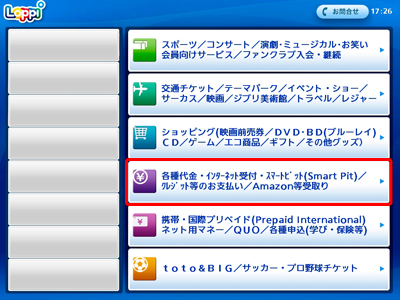 Loppi
お問合せ 17:26
スポーツ／コンサート／演劇･ミュージカル･お笑い
会員向けサービス／ファンクラブ入会・継続
交通チケット／テーマパーク／イベント・ショー／
サーカス／映画／ジブリ美術館／トラベル／レジャー
ショッピング(映画前売券／ＤＶＤ･ＢＤ(ブルーレイ)
ＣＤ／ゲーム／エコ商品／ギフト／その他グッズ)
各種代金・ｲﾝﾀｰﾈｯﾄ受付・ｽﾏｰﾄﾋﾟｯﾄ(Smart Pit)／
ｸﾚｼﾞｯﾄ等のお支払い／Amazon等受取り
携帯・国際プリペイド(Prepaid International)
ネット用マネー／ＱＵＯ／各種申込(学び・保険等)
ｔｏｔｏ＆ＢＩＧ／サッカー・プロ野球チケット